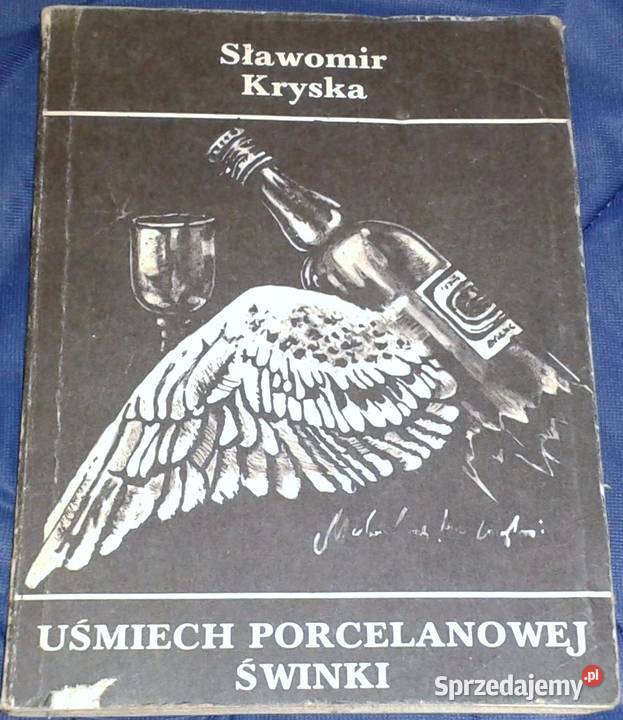 Sławomir
Kryska
UŚMIECH PORCELANOWEJ
ŚWINKI
Sprzedajemy.pl